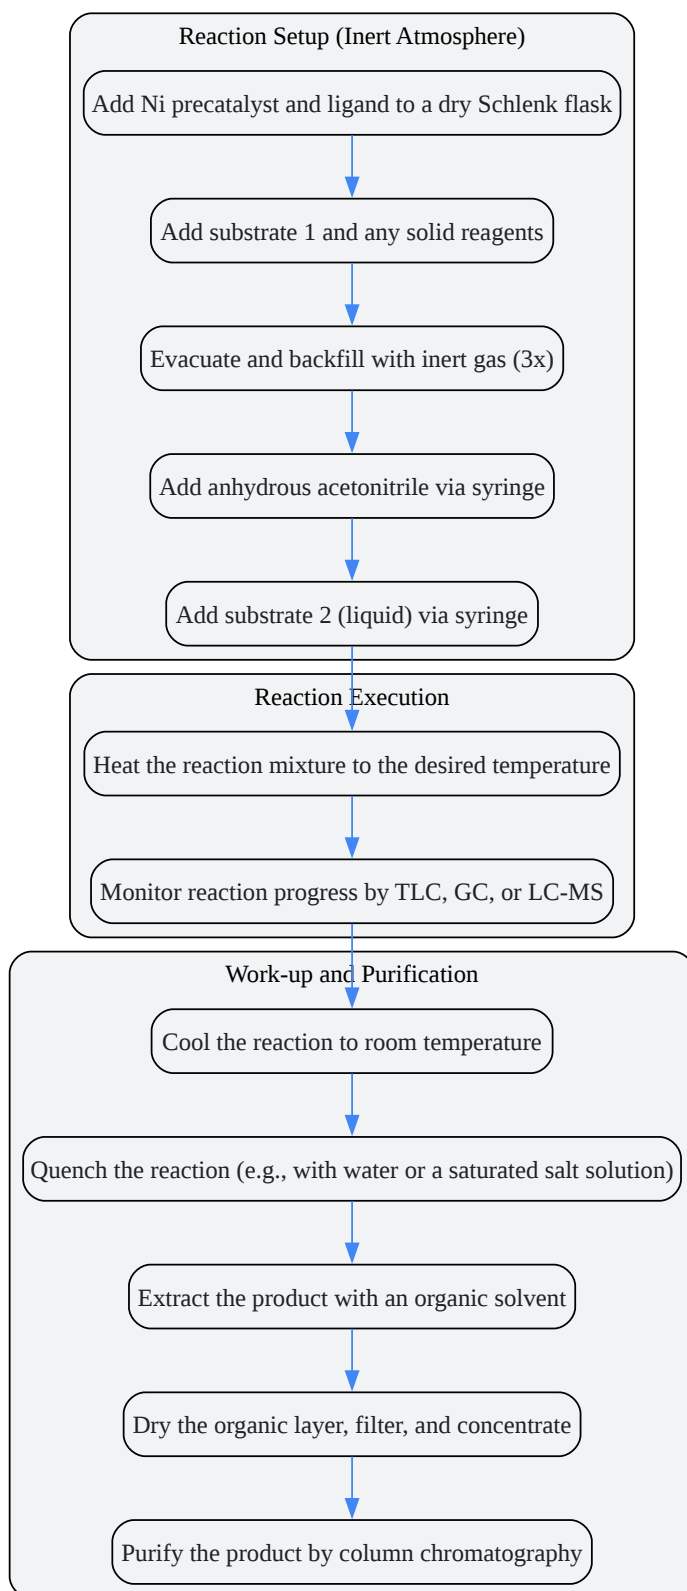 Reaction Setup (Inert Atmosphere)
Add Ni precatalyst and ligand to a dry Schlenk flask
Add substrate 1 and any solid reagents
Evacuate and backfill with inert gas (3x)
Add anhydrous acetonitrile via syringe
Add substrate 2 (liquid) via syringe
Reaction Execution
Heat the reaction mixture to the desired temperature
Monitor reaction progress by TLC, GC, or LC-MS
Work-up and Purification
Cool the reaction to room temperature
Quench the reaction (e.g., with water or a saturated salt solution)
Extract the product with an organic solvent
Dry the organic layer, filter, and concentrate
Purify the product by column chromatography